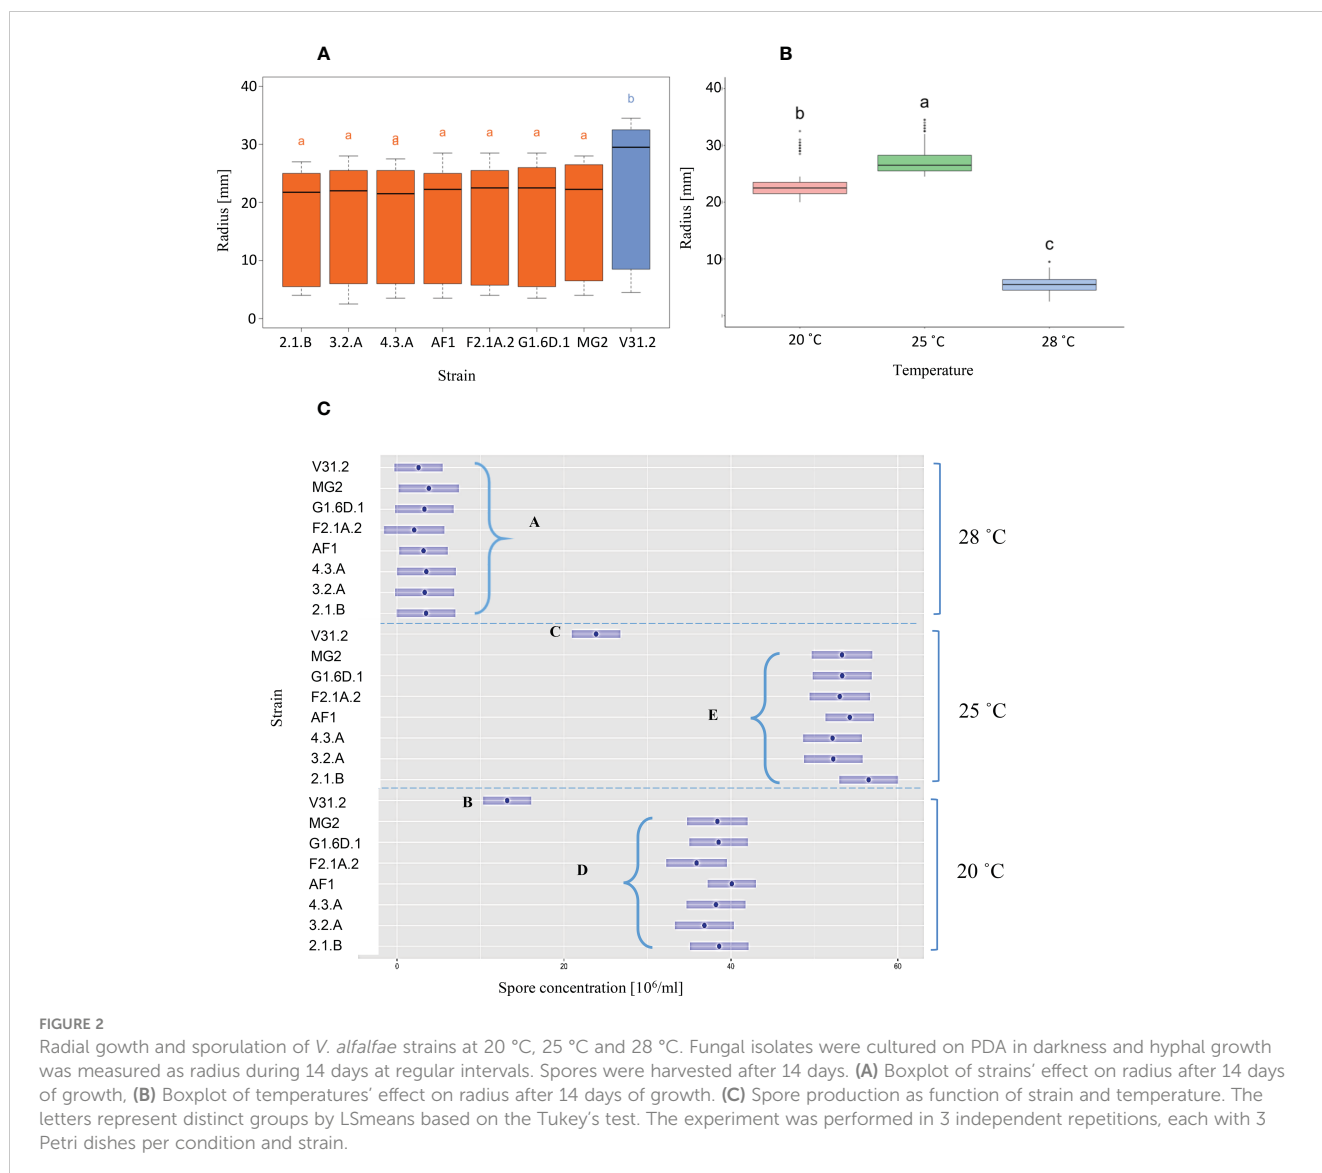 A
B
40
30
20
10
0
Radius [mm]
a
a
a
a
a
a
a
a
b
2.1.B 3.2.A 4.3.A AF1 F2.1A.2 G1.6D.1 MG2 V31.2
Strain
40
30
20
10
Radius [mm]
b
a
c
20 ˚C 25 ˚C 28 ˚C
Temperature
C
V31.2
MG2
G1.6D.1
F2.1A.2
AF1
4.3.A
3.2.A
2.1.B
A
28 ˚C
V31.2
MG2
G1.6D.1
F2.1A.2
AF1
4.3.A
3.2.A
2.1.B
C
E
25 ˚C
V31.2
MG2
G1.6D.1
F2.1A.2
AF1
4.3.A
3.2.A
2.1.B
B
D
20 ˚C
Strain
0 20 40 60
Spore concentration [10⁶/ml]
FIGURE 2
Radial gowth and sporulation of V. alfalfae strains at 20 °C, 25 °C and 28 °C. Fungal isolates were cultured on PDA in darkness and hyphal growth
was measured as radius during 14 days at regular intervals. Spores were harvested after 14 days. (A) Boxplot of strains' effect on radius after 14 days
of growth, (B) Boxplot of temperatures' effect on radius after 14 days of growth. (C) Spore production as function of strain and temperature. The
letters represent distinct groups by LSmeans based on the Tukey's test. The experiment was performed in 3 independent repetitions, each with 3
Petri dishes per condition and strain.